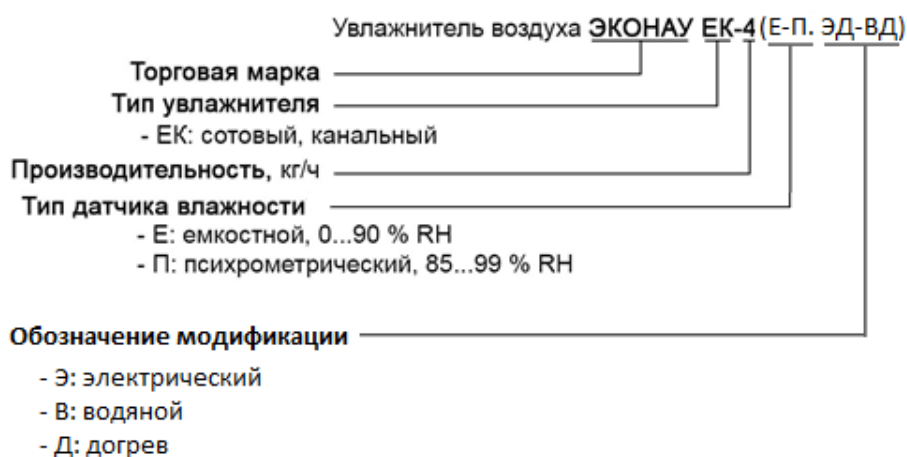 Увлажнитель воздуха ЭКОНАУ ЕК-4(Е-П. ЭД-ВД)
Торговая марка
Тип увлажнителя
- ЕК: сотовый, канальный
Производительность, кг/ч
Тип датчика влажности
- Е: емкостной, 0...90 % RH
- П: психрометрический, 85...99 % RH
Обозначение модификации
- Э: электрический
- В: водяной
- Д: догрев